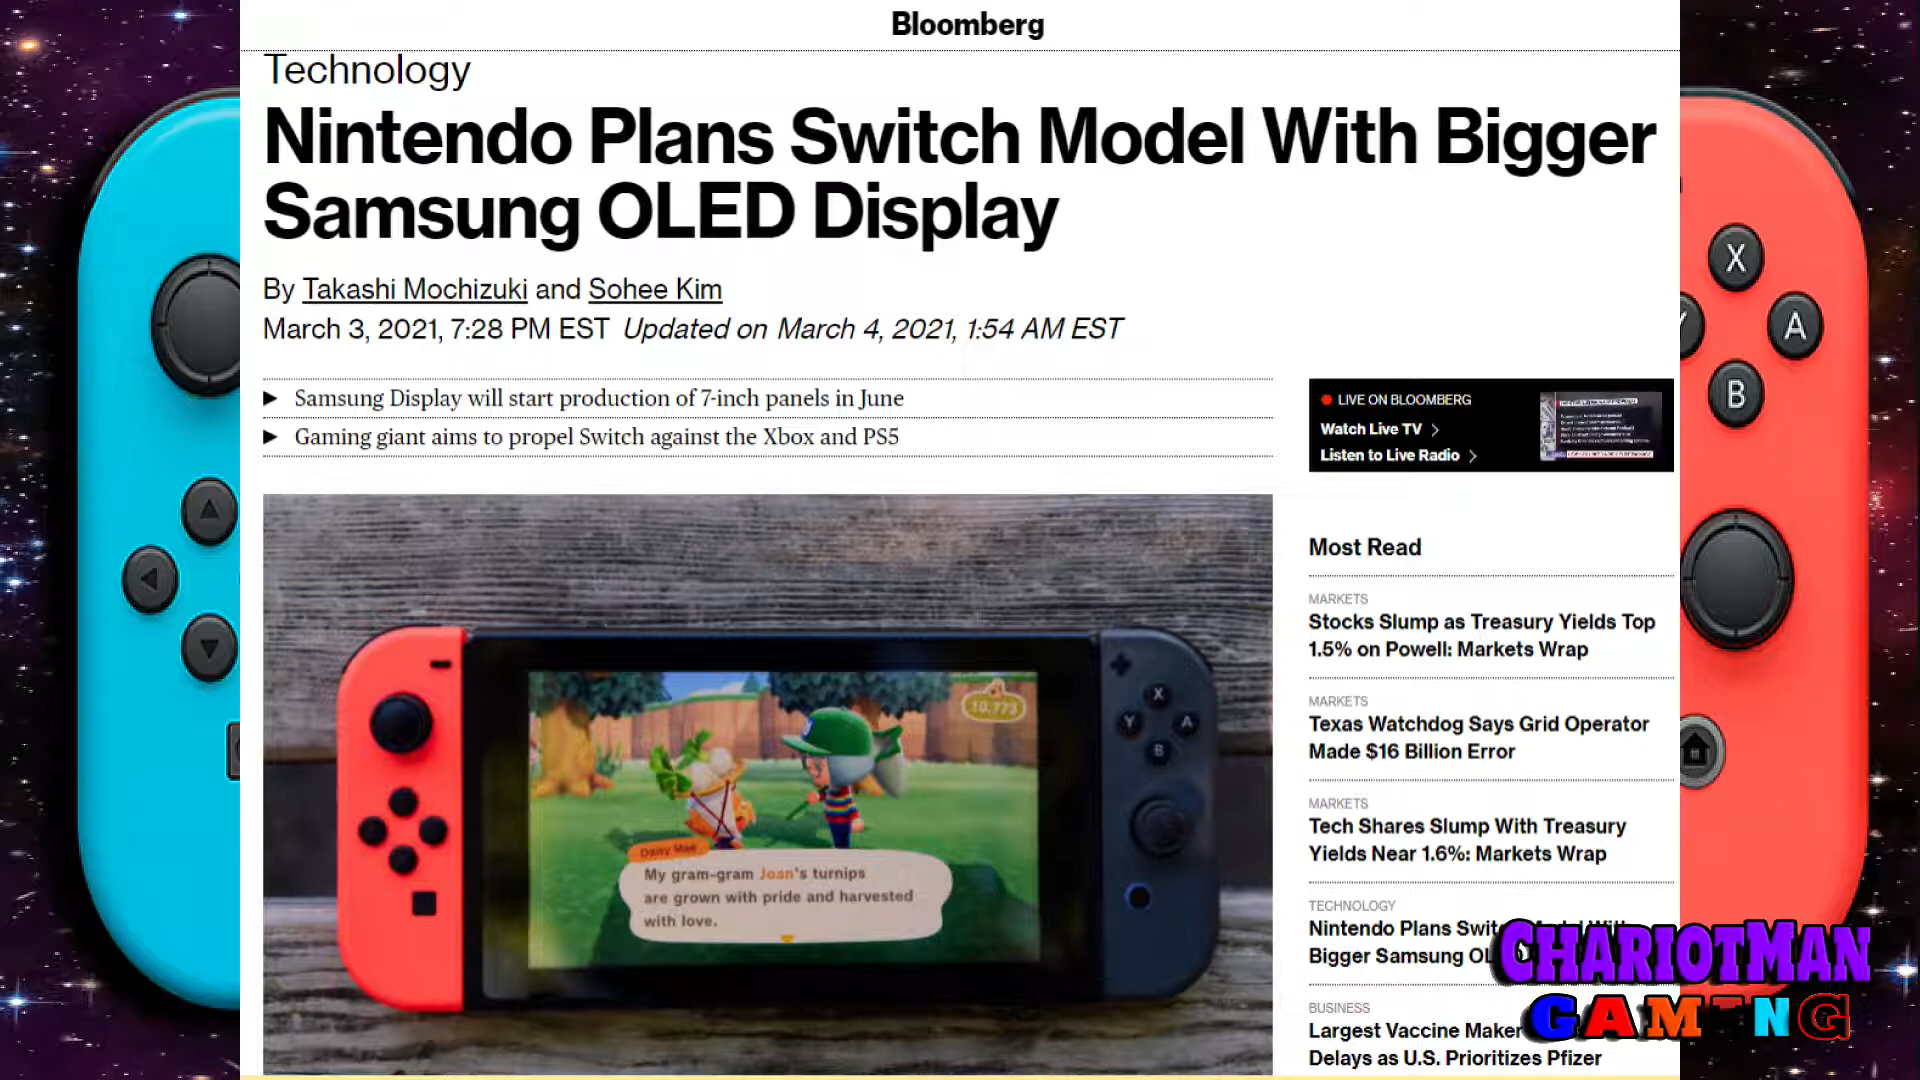 Bloomberg
Technology
Nintendo Plans Switch Model With Bigger
Samsung OLED Display
By Takashi Mochizuki and Sohee Kim
March 3, 2021, 7:28 PM EST Updated on March 4, 2021, 1:54 AM EST
▶ Samsung Display will start production of 7-inch panels in June
▶ Gaming giant aims to propel Switch against the Xbox and PS5
LIVE ON BLOOMBERG
Watch Live TV >
Listen to Live Radio >
Most Read
MARKETS
Stocks Slump as Treasury Yields Top
1.5% on Powell: Markets Wrap
MARKETS
Texas Watchdog Says Grid Operator
Made $16 Billion Error
MARKETS
Tech Shares Slump With Treasury
Yields Near 1.6%: Markets Wrap
TECHNOLOGY
Nintendo Plans
Bigger Samsung
BUSINESS
Largest Vaccine Maker
Delays as U.S. Prioritizes Pfizer
10,773
Daisy Mae
My gram-gram Joan's turnips
are grown with pride and harvested
with love.
X
Y
A
B
X
Y
A
B
CHARIOTMAN
GAMING